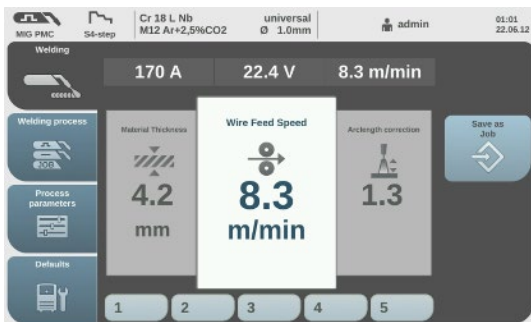 MIG PMC
S4-step
Cr 18 L Nb universal
M12 Ar+2,5%CO2 Ø 1.0mm
admin
01:01
22.06.12
Welding
170 A 22.4 V 8.3 m/min
Welding process
JOB
Process
parameters
Defaults
Material Thickness
4.2
mm
Wire Feed Speed
8.3
m/min
Arclength correction
1.3
Save as
Job
1 2 3 4 5